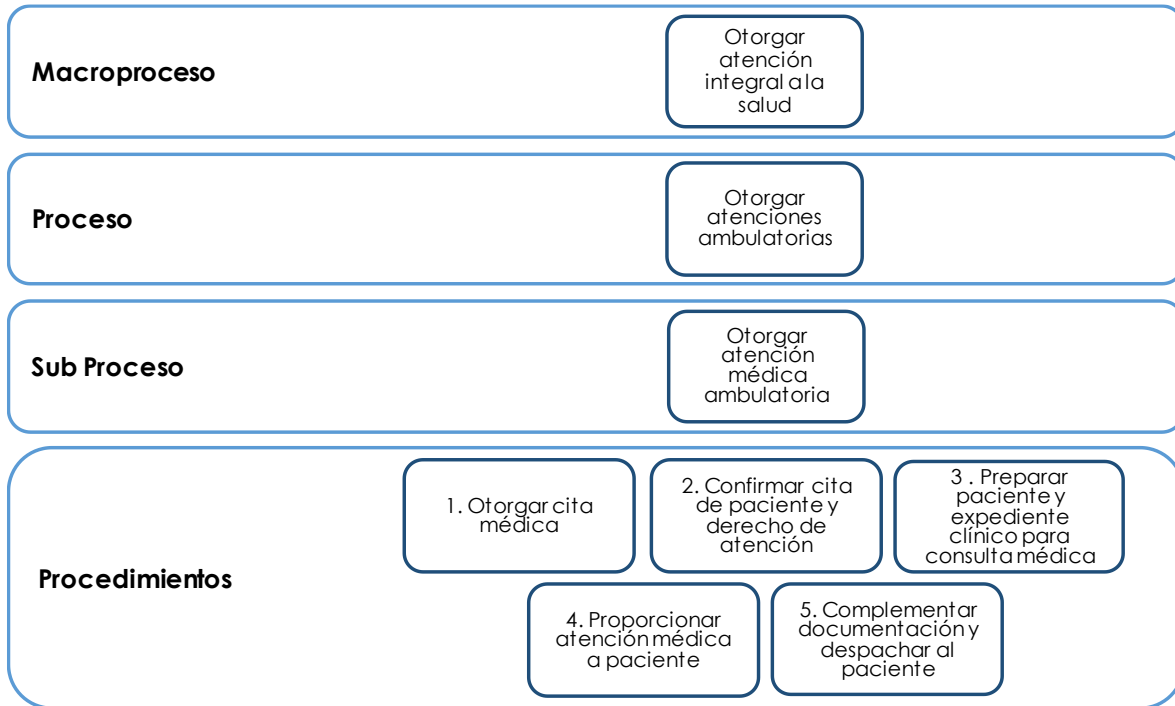 Macroproceso
Otorgar
atención
integral a la
salud
Proceso
Otorgar
atenciones
ambulatorias
Sub Proceso
Otorgar
atención
médica
ambulatoria
Procedimientos
1. Otorgar cita
médica
2. Confirmar cita
de paciente y
derecho de
atención
3 . Preparar
paciente y
expediente
clínico para
consulta médica
4. Proporcionar
atención médica
a paciente
5. Complementar
documentación y
despachar al
paciente